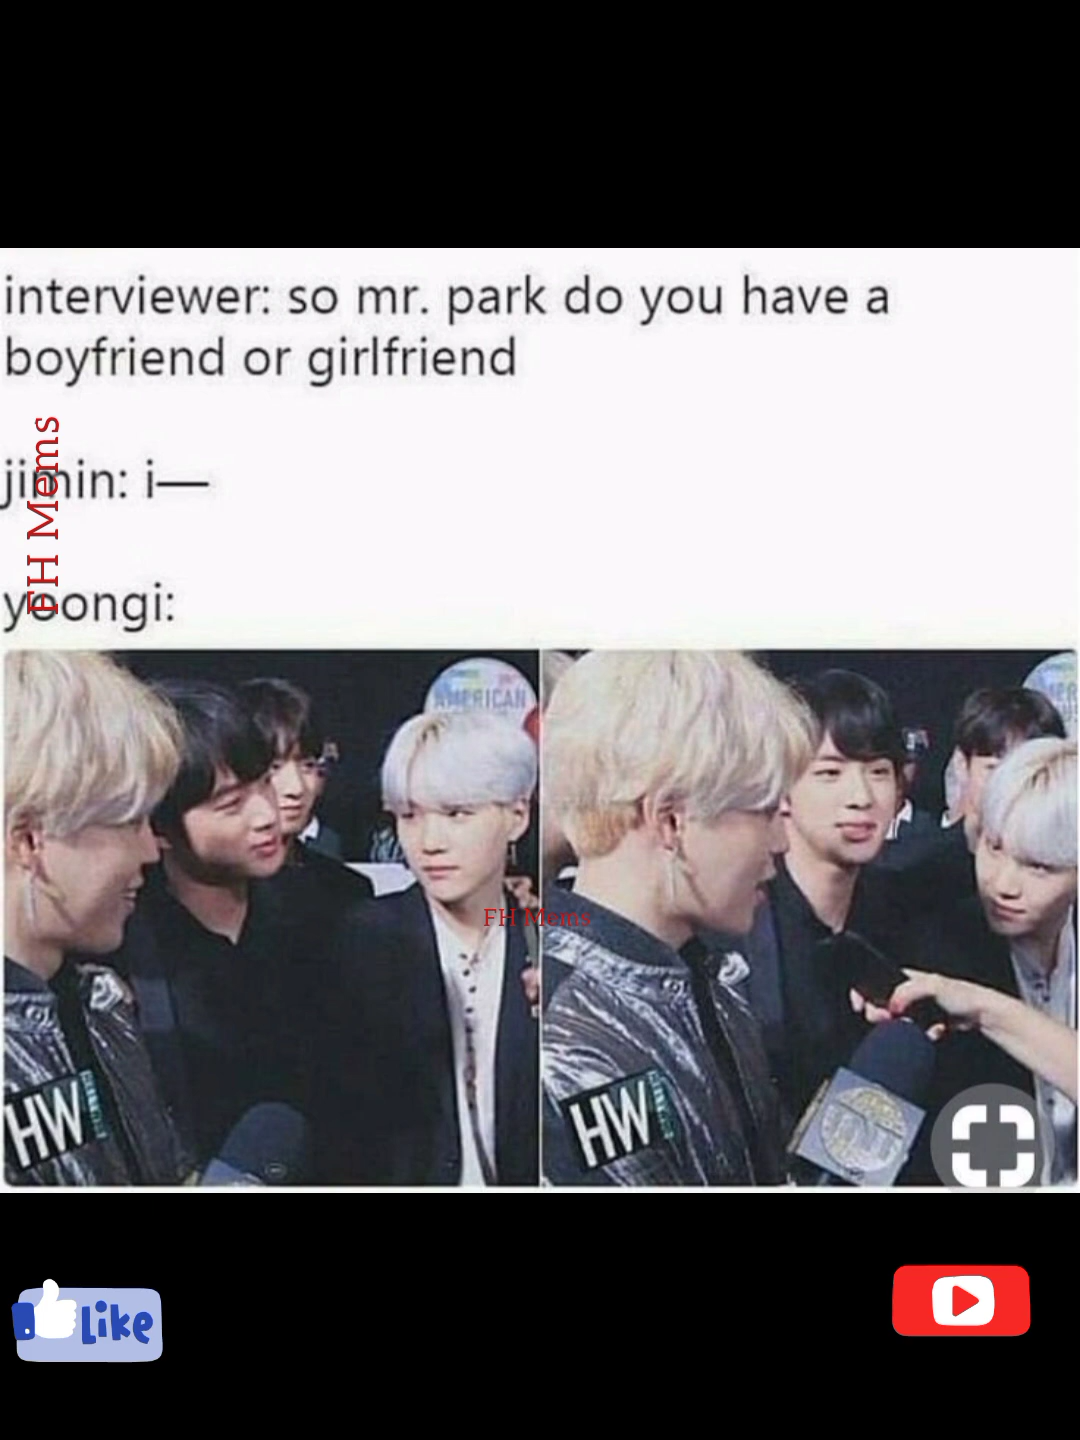 interviewer: so mr. park do you have a
boyfriend or girlfriend
FH Mems
jimin: i—
yoongi:
AMERICAN
FH Mems
HW
HW
Like